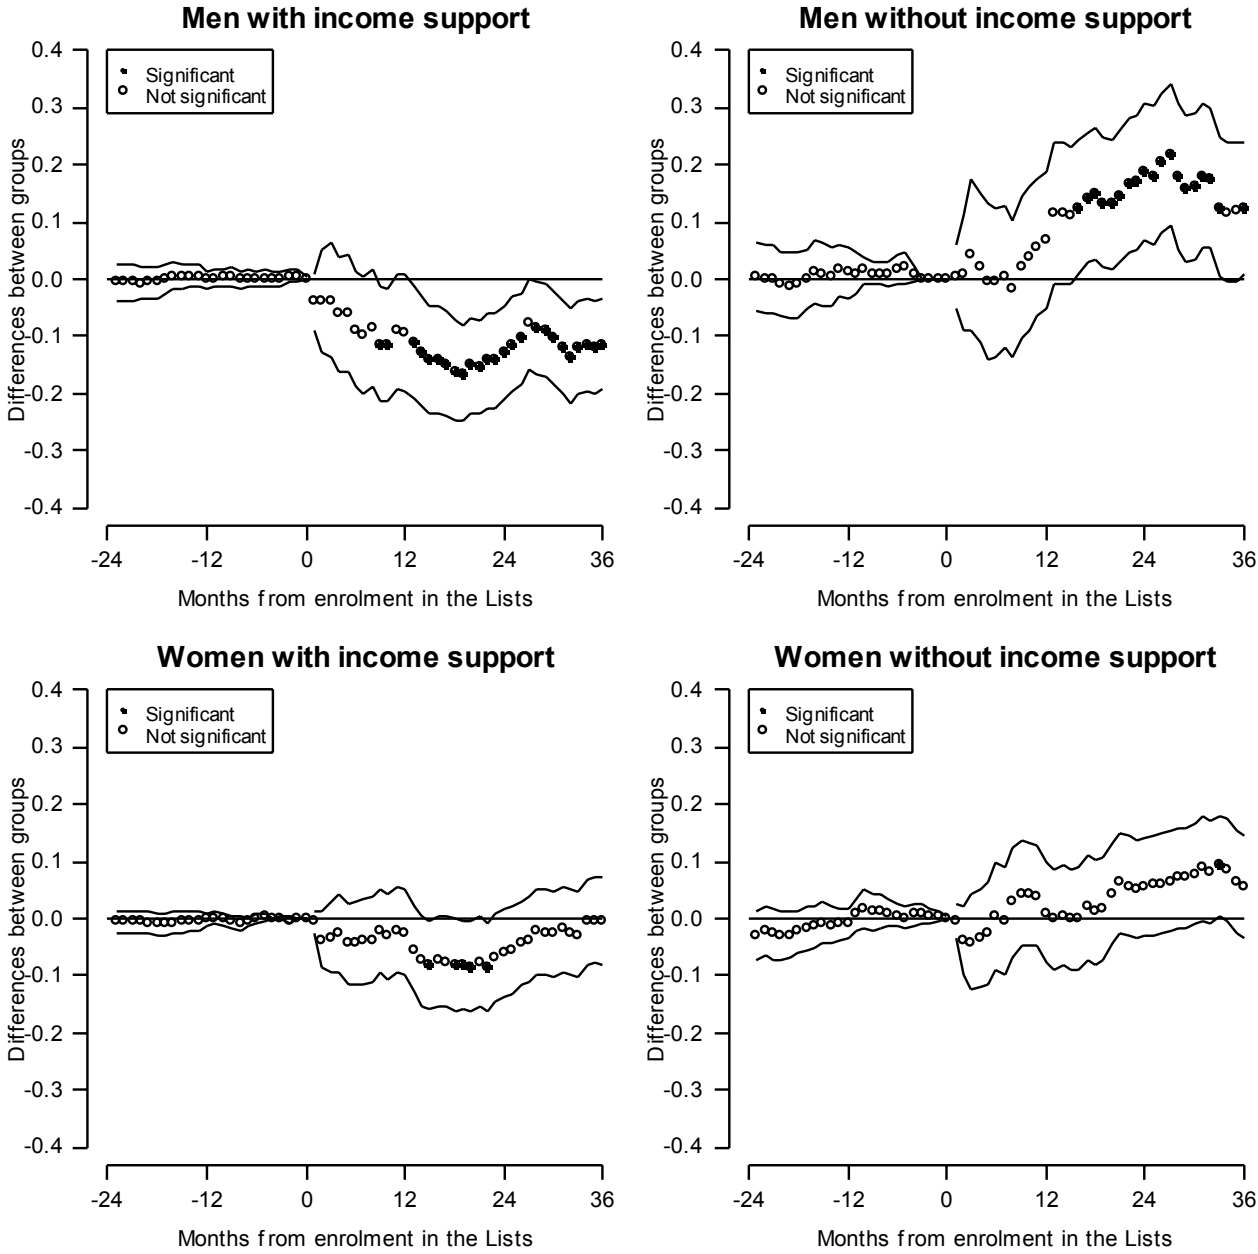 Men with income support
Men without income support
0.4
0.3
0.2
0.1
0.0
-0.1
-0.2
-0.3
-0.4
Differences between groups
Significant
Not significant
-24 -12 0 12 24 36
Months from enrolment in the Lists
0.4
0.3
0.2
0.1
0.0
-0.1
-0.2
-0.3
-0.4
Differences between groups
Significant
Not significant
-24 -12 0 12 24 36
Months from enrolment in the Lists
Women with income support
Women without income support
0.4
0.3
0.2
0.1
0.0
-0.1
-0.2
-0.3
-0.4
Differences between groups
Significant
Not significant
-24 -12 0 12 24 36
Months from enrolment in the Lists
0.4
0.3
0.2
0.1
0.0
-0.1
-0.2
-0.3
-0.4
Differences between groups
Significant
Not significant
-24 -12 0 12 24 36
Months from enrolment in the Lists